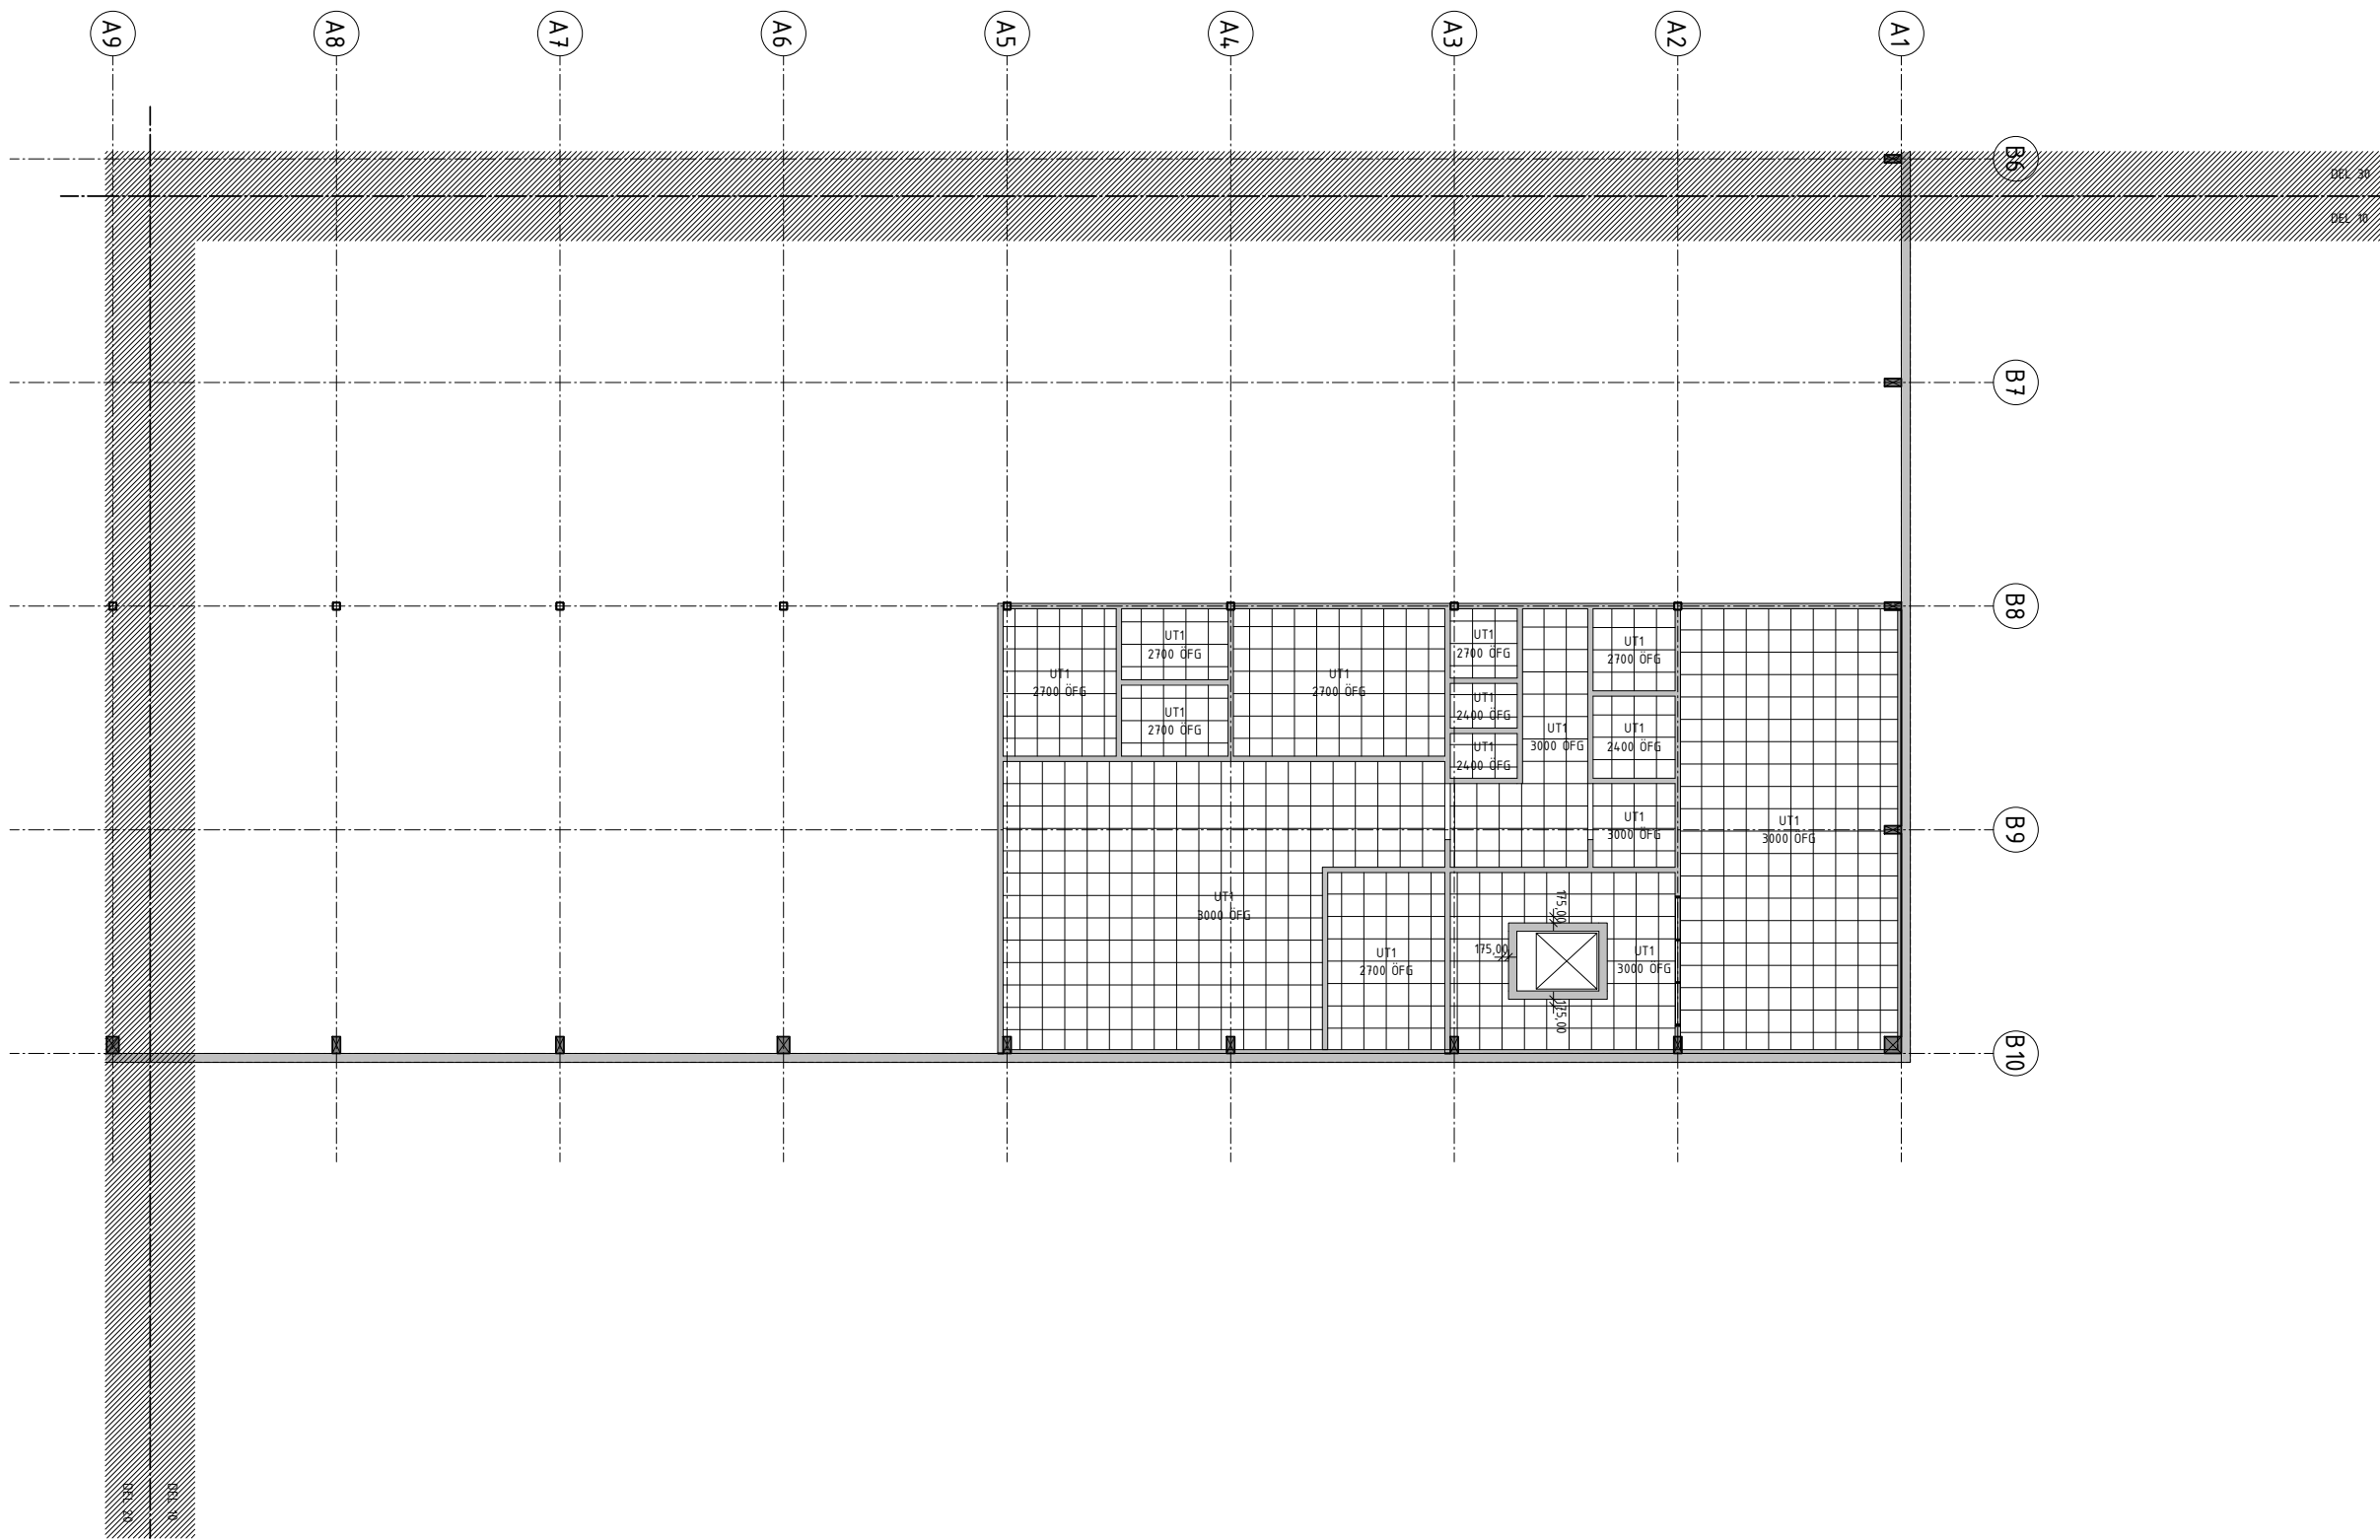 A9
A8
A7
A6
A5
A4
A3
A2
A1
B6
DEL 30
DEL 10
B7
B8
UT1
2700 ÖFG
UT1
2700 ÖFG
UT1
2700 ÖFG
UT1
2700 ÖFG
UT1
2700 ÖFG
UT1
2700 ÖFG
UT1
2400 ÖFG
UT1
2400 ÖFG
UT1
3000 ÖFG
UT1
2400 ÖFG
UT1
3000 ÖFG
UT1
3000 ÖFG
B9
UT1
3000 ÖFG
UT1
2700 ÖFG
175,00
175,00
175,00
UT1
3000 ÖFG
B10
DEL 20
DEL 10